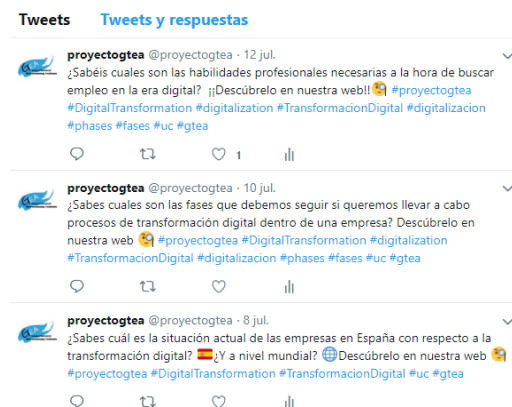 Tweets Tweets y respuestas
proyectogtea @proyectogtea · 12 jul.
¿Sabéis cuales son las habilidades profesionales necesarias a la hora de buscar
empleo en la era digital? ¡¡Descúbrelo en nuestra web!!🧐 #proyectogtea
#DigitalTransformation #digitalization #TransformacionDigital #digitalizacion
#phases #fases #uc #gtea
1
proyectogtea @proyectogtea · 10 jul.
¿Sabes cuales son las fases que debemos seguir si queremos llevar a cabo
procesos de transformación digital dentro de una empresa? Descúbrelo en
nuestra web 🧐 #proyectogtea #DigitalTransformation #digitalization
#TransformacionDigital #digitalizacion #phases #fases #uc #gtea
proyectogtea @proyectogtea · 8 jul.
¿Sabes cuál es la situación actual de las empresas en España con respecto a la
transformación digital? 🇪🇸¿Y a nivel mundial? 🌐Descúbrelo en nuestra web 🧐
#proyectogtea #DigitalTransformation #TransformacionDigital #uc #gtea